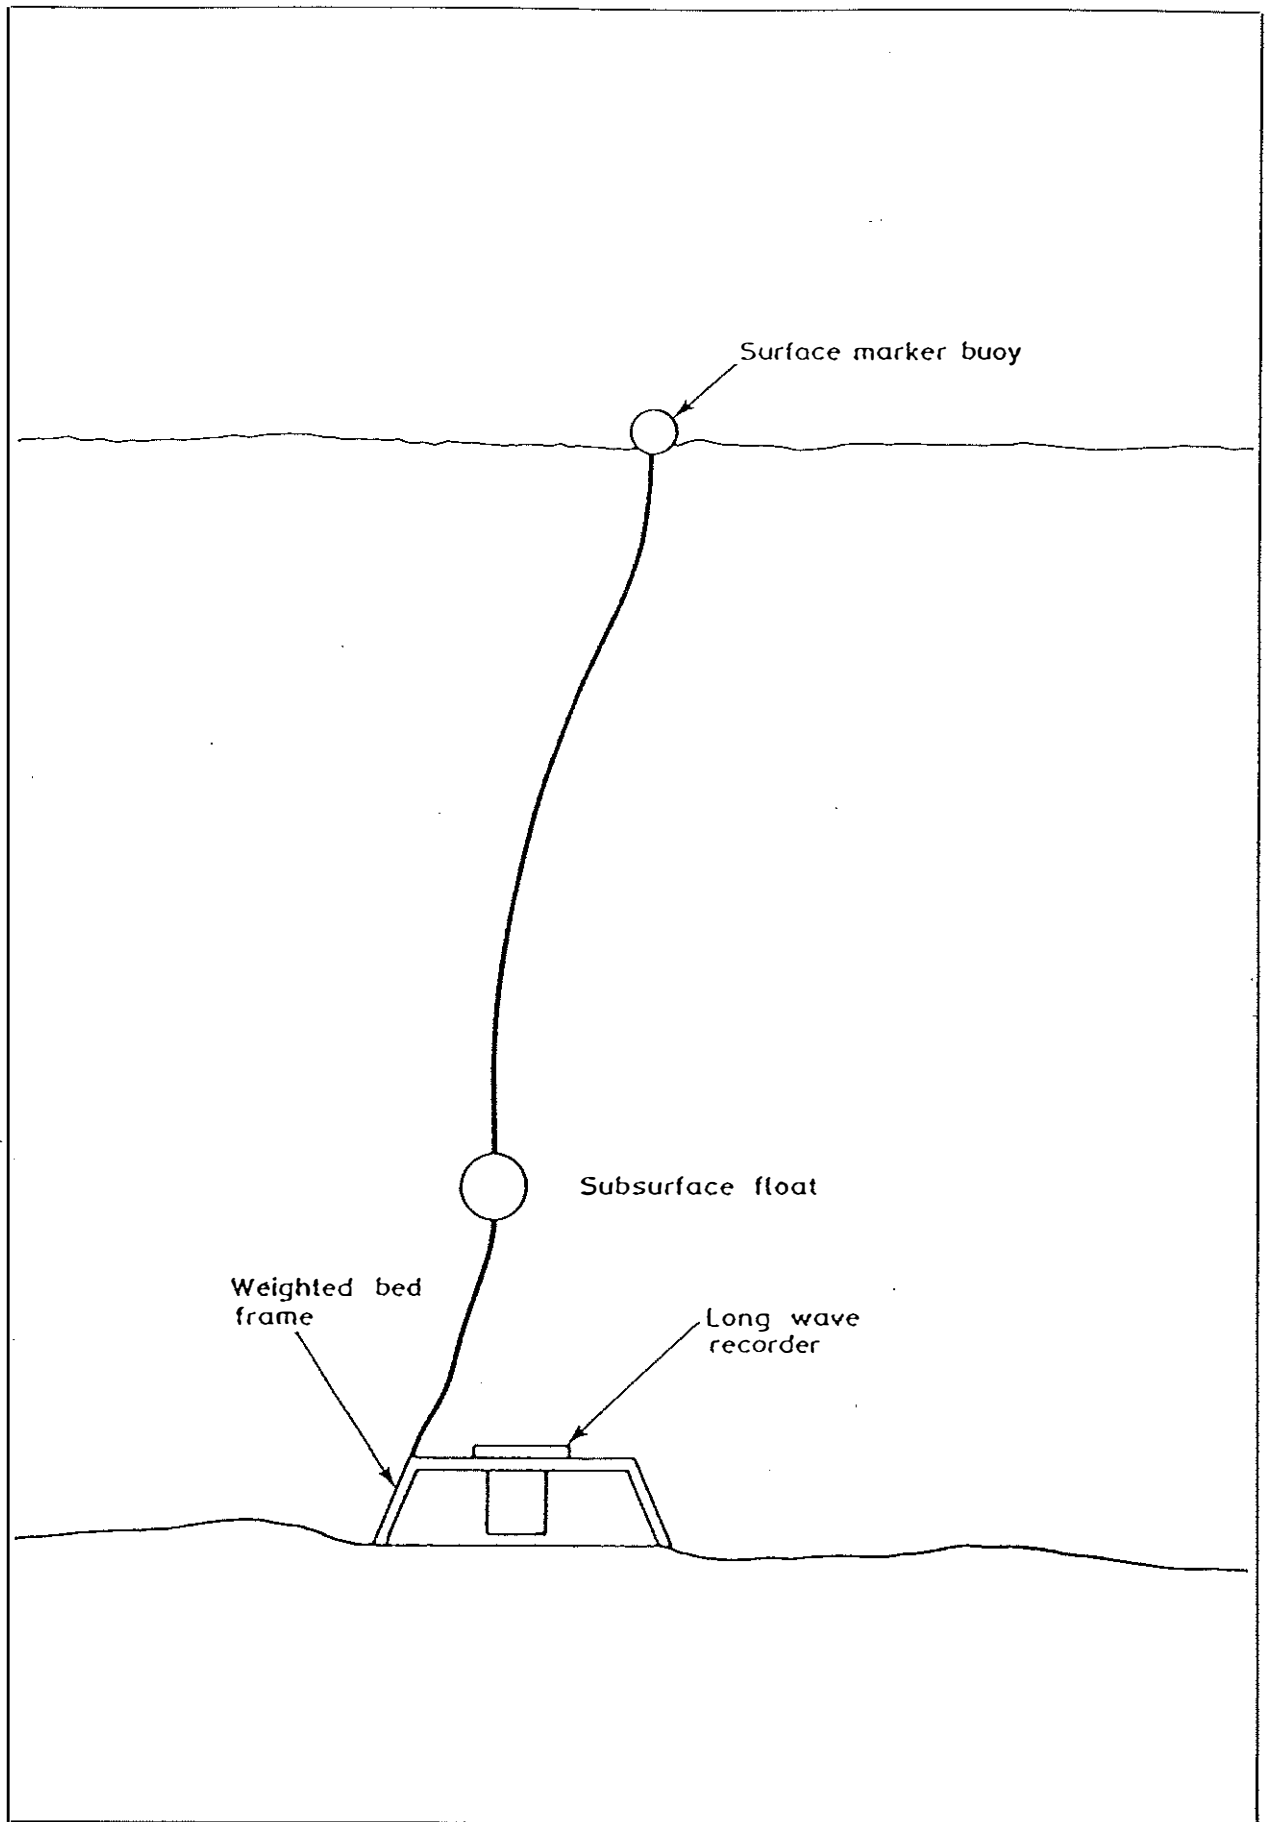 Surface marker buoy
Subsurface float
Weighted bed
frame
Long wave
recorder